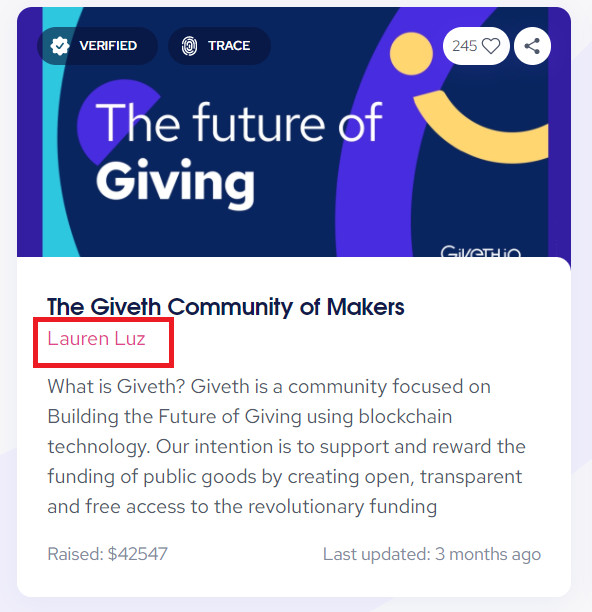 VERIFIED TRACE 245
The future of
Giving
GIVETH.IO
The Giveth Community of Makers
Lauren Luz
What is Giveth? Giveth is a community focused on
Building the Future of Giving using blockchain
technology. Our intention is to support and reward the
funding of public goods by creating open, transparent
and free access to the revolutionary funding
Raised: $42547 Last updated: 3 months ago